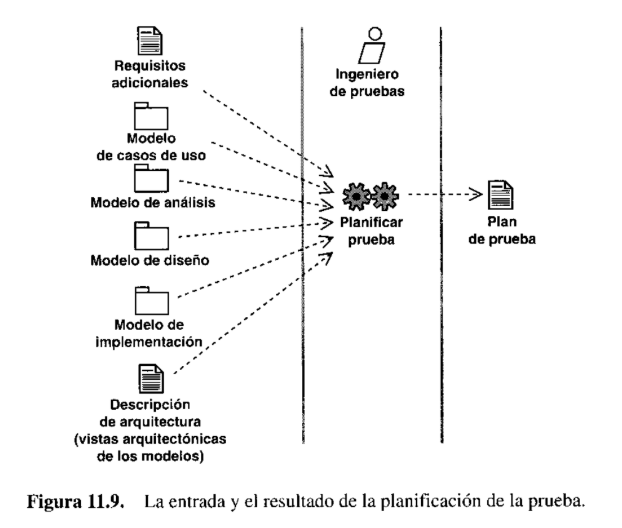 Requisitos
adicionales
Modelo
de casos de uso
Modelo de análisis
Modelo de diseño
Modelo de
implementación
Descripción
de arquitectura
(vistas arquitectónicas
de los modelos)
Ingeniero
de pruebas
Planificar
prueba
Plan
de prueba
Figura 11.9. La entrada y el resultado de la planificación de la prueba.